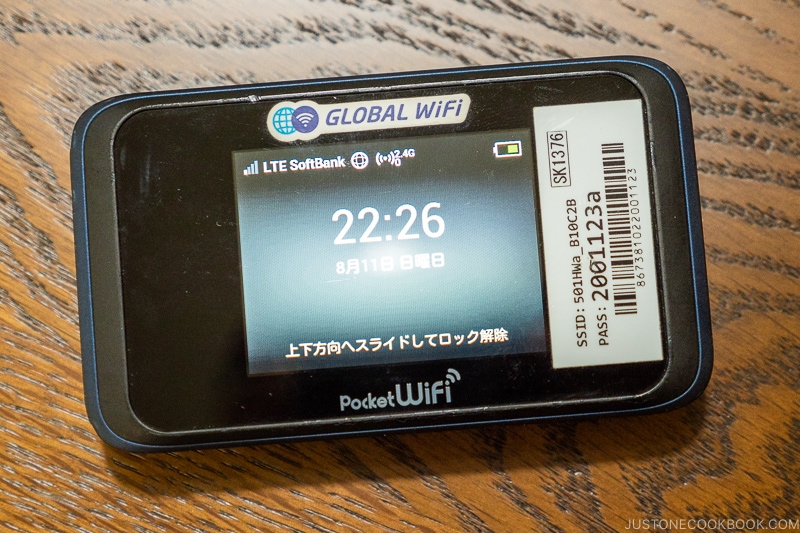 GLOBAL WiFi
LTE SoftBank 2.4G
0
22:26
8月11日 日曜日
上下方向へスライドしてロック解除
Pocket WiFi
SK1376
SSID: 501HWa_B10C2B
PASS: 2001123a
867381022001123
JUSTONECOOKBOOK.COM